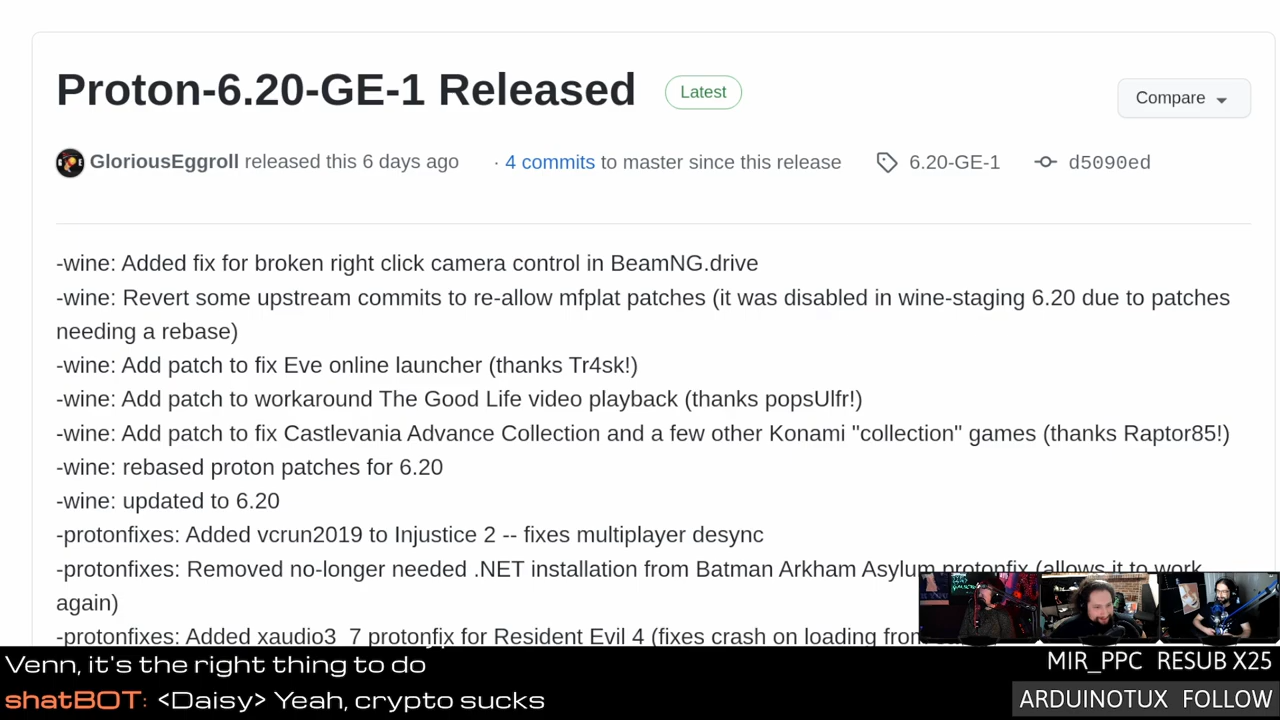 Proton-6.20-GE-1 Released Latest
Compare
GloriousEggroll released this 6 days ago · 4 commits to master since this release 6.20-GE-1 d5090ed
-wine: Added fix for broken right click camera control in BeamNG.drive
-wine: Revert some upstream commits to re-allow mfplat patches (it was disabled in wine-staging 6.20 due to patches
needing a rebase)
-wine: Add patch to fix Eve online launcher (thanks Tr4sk!)
-wine: Add patch to workaround The Good Life video playback (thanks popsUlfr!)
-wine: Add patch to fix Castlevania Advance Collection and a few other Konami "collection" games (thanks Raptor85!)
-wine: rebased proton patches for 6.20
-wine: updated to 6.20
-protonfixes: Added vcrun2019 to Injustice 2 -- fixes multiplayer desync
-protonfixes: Removed no-longer needed .NET installation from Batman Arkham Asylum protonfix (allows it to work
again)
-protonfixes: Added xaudio3_7 protonfix for Resident Evil 4 (fixes crash on loading from
Venn, it's the right thing to do
shatBOT: <Daisy> Yeah, crypto sucks
MIR_PPC RESUB X25
ARDUINOTUX FOLLOW